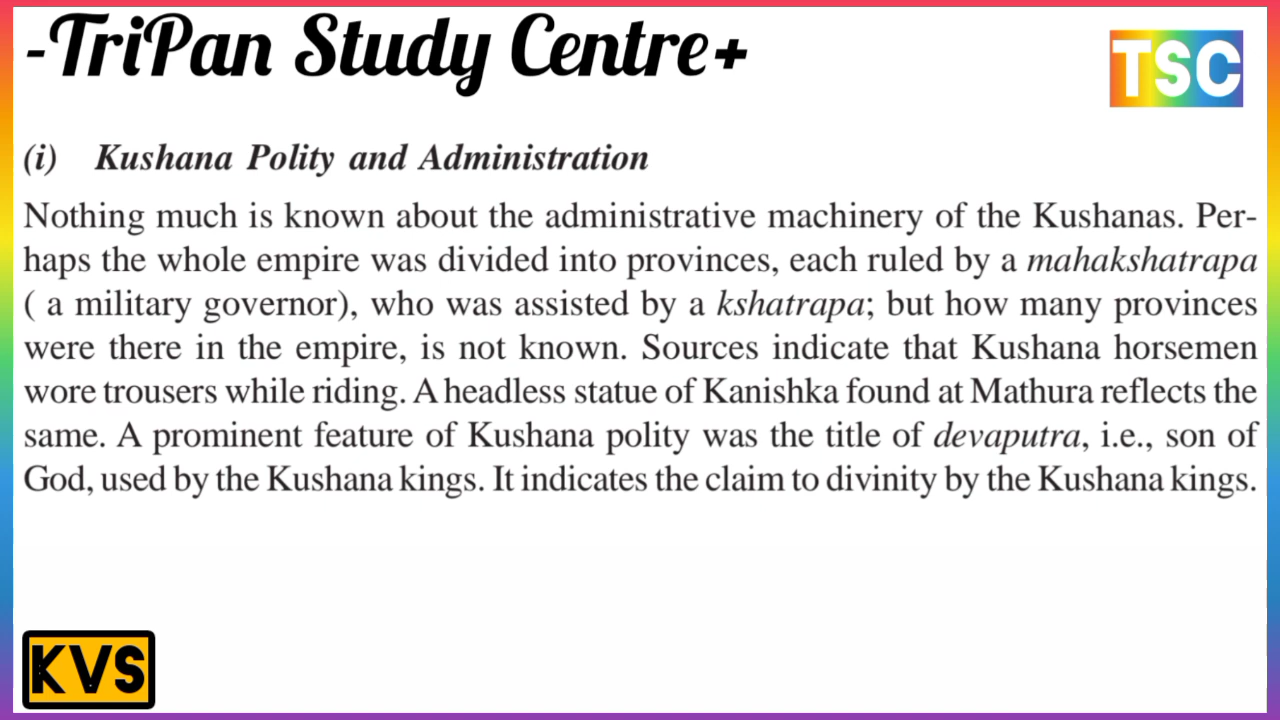 -TriPan Study Centre+
TSC
(i) Kushana Polity and Administration
Nothing much is known about the administrative machinery of the Kushanas. Per-
haps the whole empire was divided into provinces, each ruled by a mahakshatrapa
( a military governor), who was assisted by a kshatrapa; but how many provinces
were there in the empire, is not known. Sources indicate that Kushana horsemen
wore trousers while riding. A headless statue of Kanishka found at Mathura reflects the
same. A prominent feature of Kushana polity was the title of devaputra, i.e., son of
God, used by the Kushana kings. It indicates the claim to divinity by the Kushana kings.
KVS